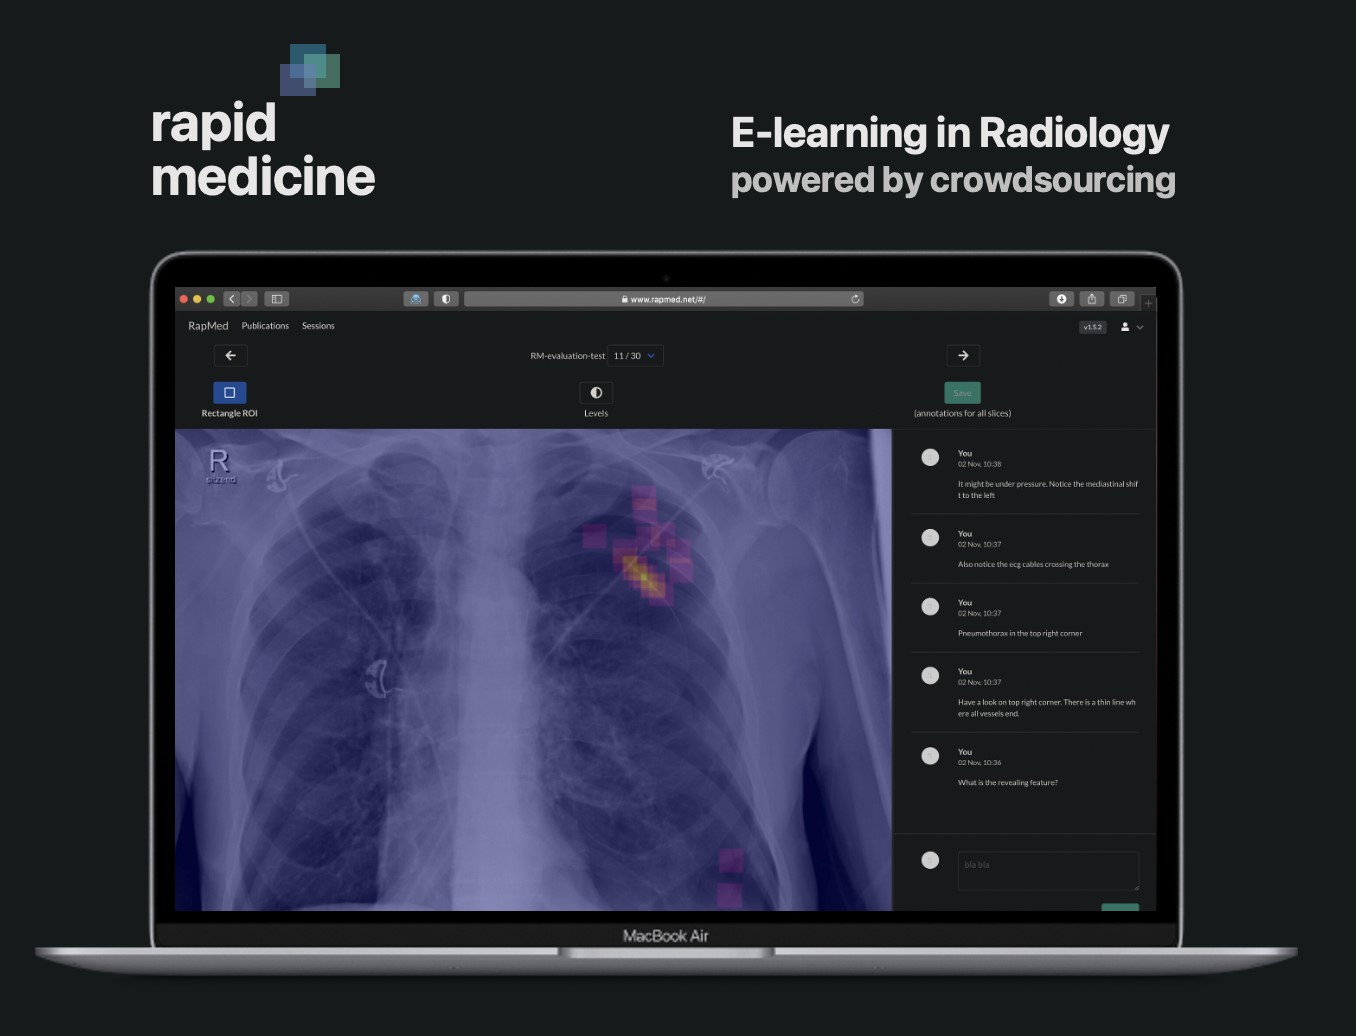 rapid
medicine
E-learning in Radiology
powered by crowdsourcing
www.rapmed.net/#/
RapMed
Publications
Sessions
v1.5.2
RM-evaluation-test
11 / 30
Rectangle ROI
Levels
Save
(annotations for all slices)
R
sitzend
You
02 Nov, 10:38
It might be under pressure. Notice the mediastinal shif
t to the left
You
02 Nov, 10:37
Also notice the ecg cables crossing the thorax
You
02 Nov, 10:37
Pneumothorax in the top right corner
You
02 Nov, 10:37
Have a look on top right corner. There is a thin line wh
ere all vessels end.
You
02 Nov, 10:36
What is the revealing feature?
bla bla
MacBook Air